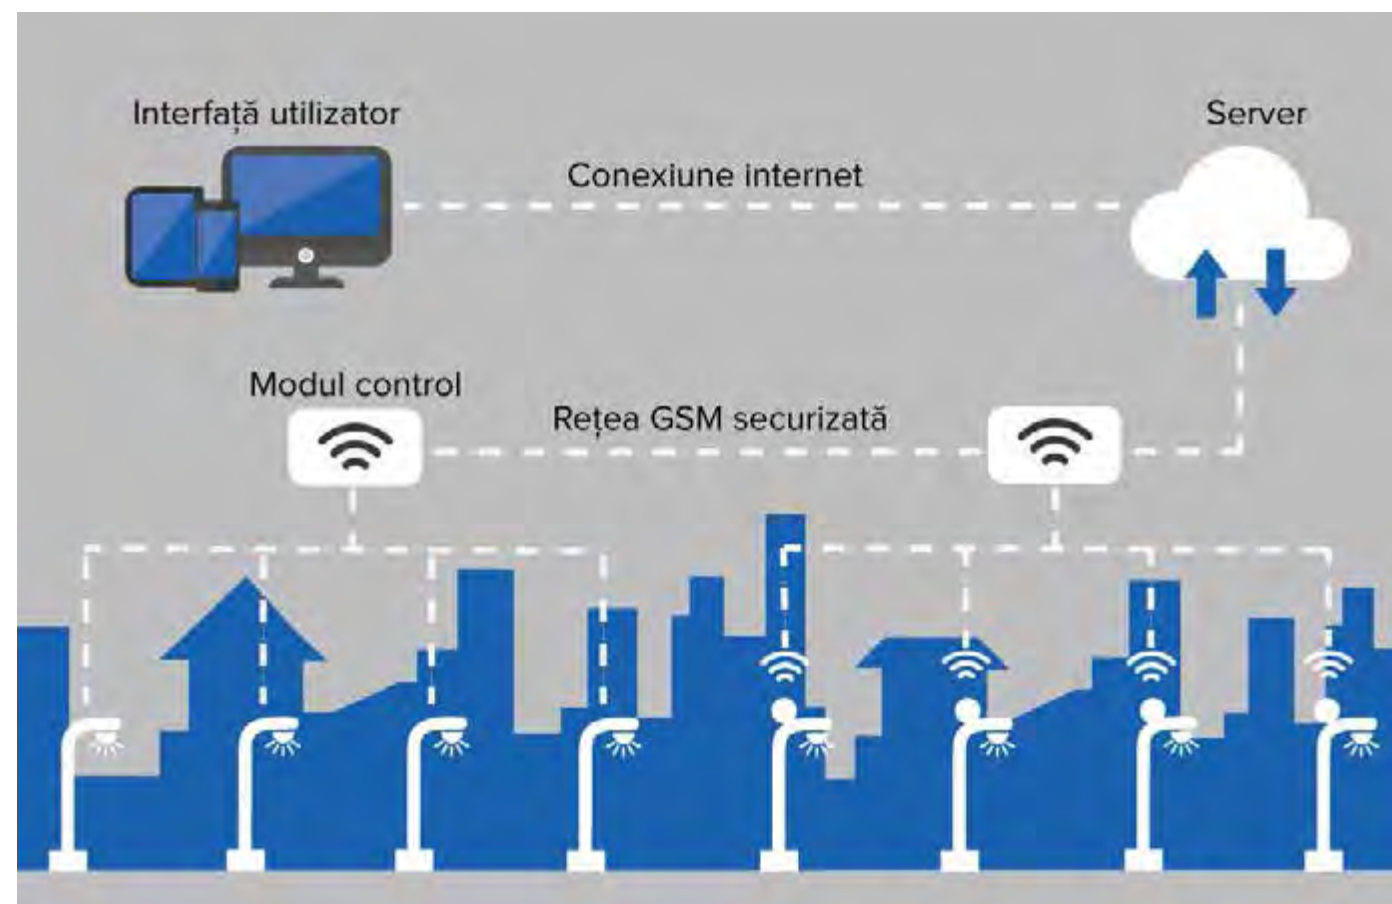 Interfață utilizator
Server
Conexiune internet
Modul control
Rețea GSM securizată